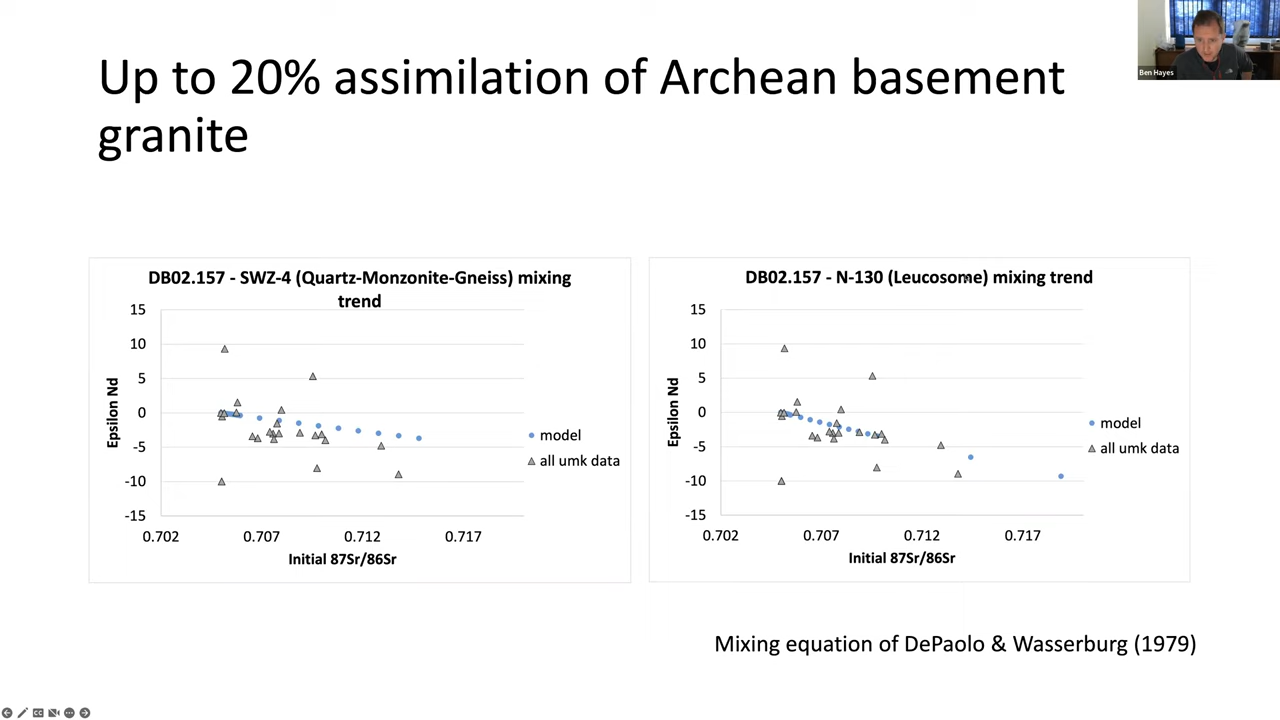 Up to 20% assimilation of Archean basement
granite
Ben Hayes
DB02.157 - SWZ-4 (Quartz-Monzonite-Gneiss) mixing
trend
15
10
5
0
-5
-10
-15
Epsilon Nd
0.702 0.707 0.712 0.717
Initial 87Sr/86Sr
model
all umk data
DB02.157 - N-130 (Leucosome) mixing trend
15
10
5
0
-5
-10
-15
Epsilon Nd
0.702 0.707 0.712 0.717
Initial 87Sr/86Sr
model
all umk data
Mixing equation of DePaolo & Wasserburg (1979)